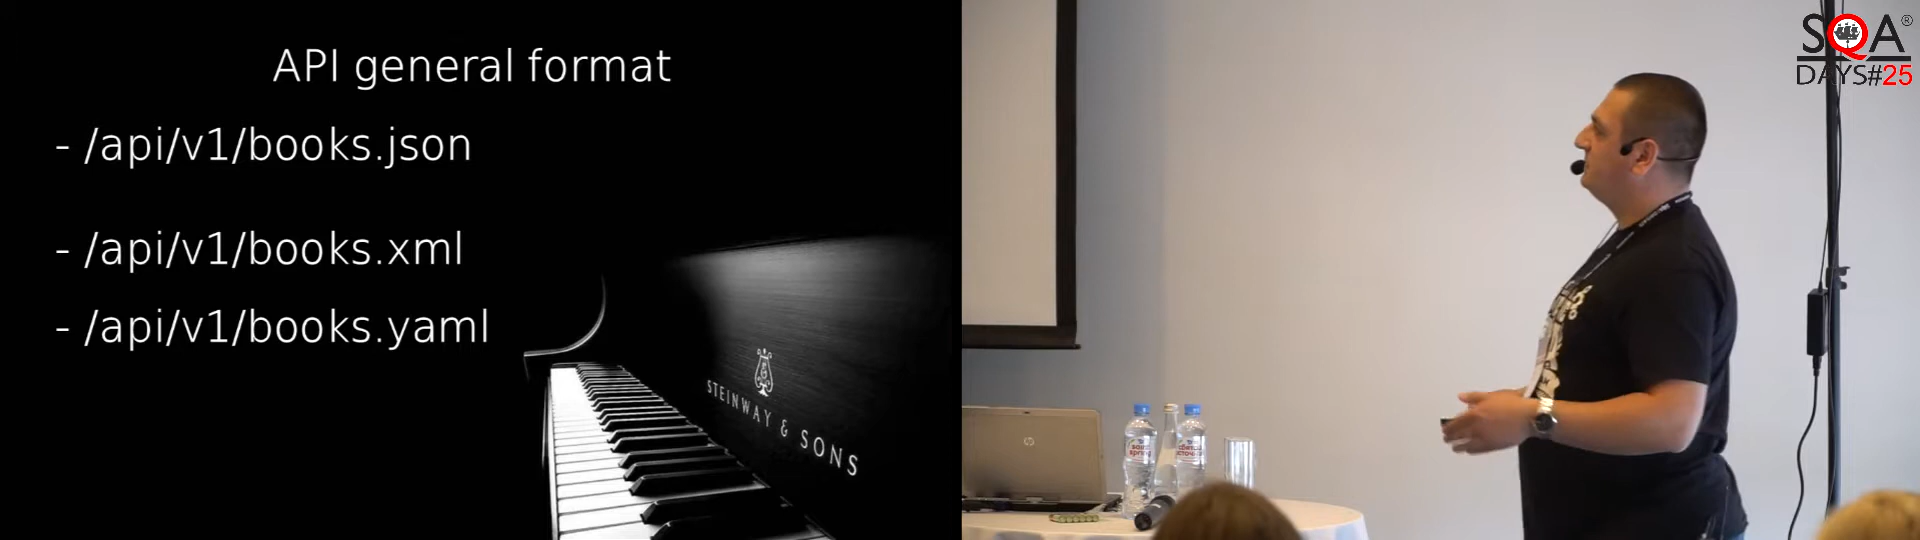 API general format
- /api/v1/books.json
- /api/v1/books.xml
- /api/v1/books.yaml
STEINWAY & SONS
SQA®
DAYS#25
hp